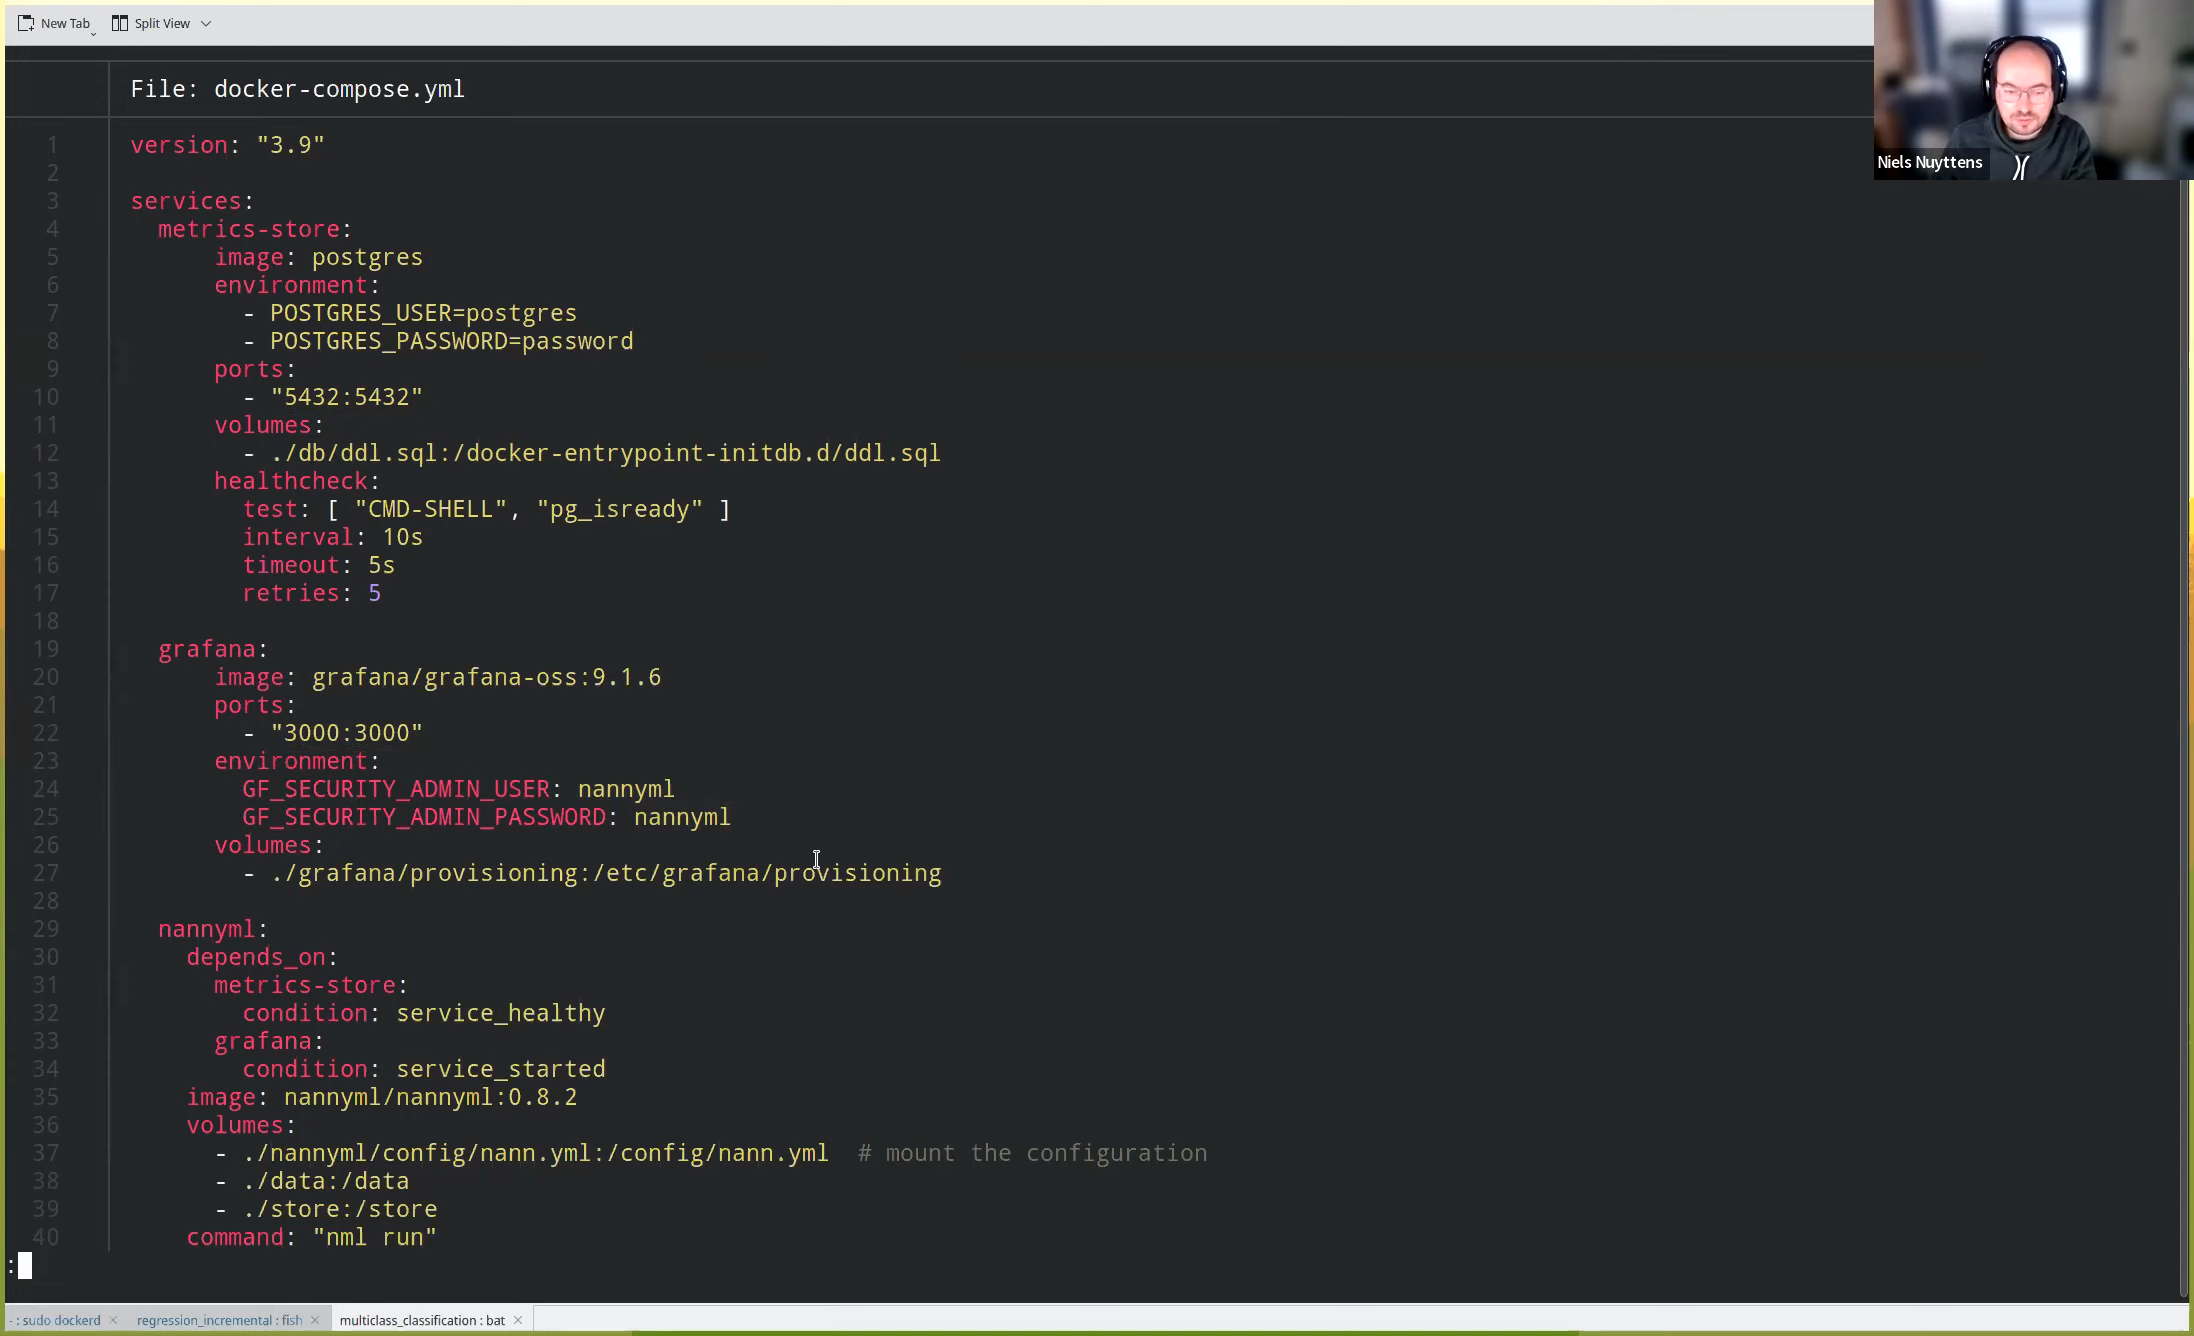 New Tab Split View
File: docker-compose.yml
1 version: "3.9"
2
3 services:
4 metrics-store:
5 image: postgres
6 environment:
7 - POSTGRES_USER=postgres
8 - POSTGRES_PASSWORD=password
9 ports:
10 - "5432:5432"
11 volumes:
12 - ./db/ddl.sql:/docker-entrypoint-initdb.d/ddl.sql
13 healthcheck:
14 test: [ "CMD-SHELL", "pg_isready" ]
15 interval: 10s
16 timeout: 5s
17 retries: 5
18
19 grafana:
20 image: grafana/grafana-oss:9.1.6
21 ports:
22 - "3000:3000"
23 environment:
24 GF_SECURITY_ADMIN_USER: nannyml
25 GF_SECURITY_ADMIN_PASSWORD: nannyml
26 volumes:
27 - ./grafana/provisioning:/etc/grafana/provisioning
28
29 nannyml:
30 depends_on:
31 metrics-store:
32 condition: service_healthy
33 grafana:
34 condition: service_started
35 image: nannyml/nannyml:0.8.2
36 volumes:
37 - ./nannyml/config/nann.yml:/config/nann.yml # mount the configuration
38 - ./data:/data
39 - ./store:/store
40 command: "nml run"
:
Niels Nuyttens
- : sudo dockerd regression_incremental : fish multiclass_classification : bat